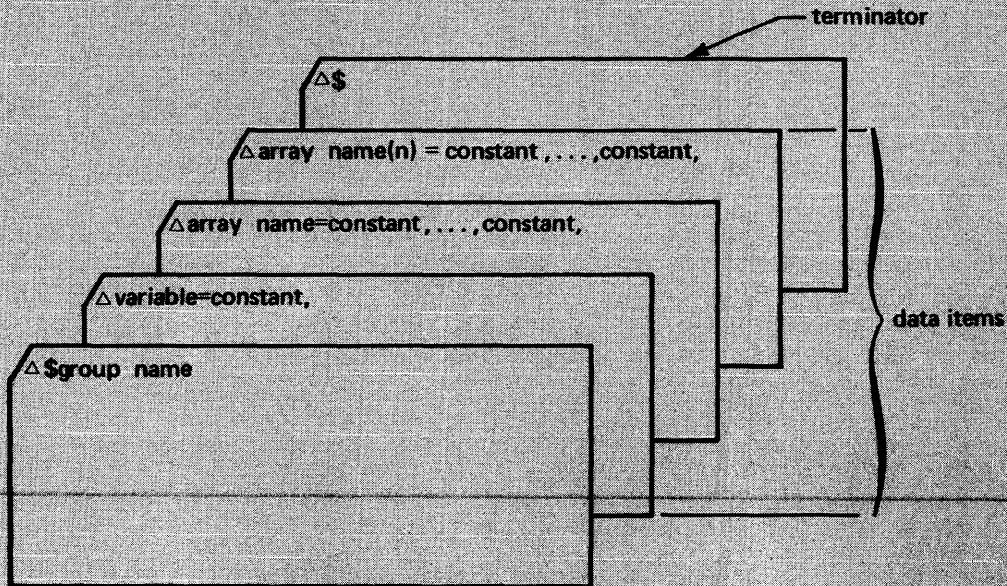 terminator
△$
△array name(n) = constant,...,constant,
△array name=constant,...,constant,
△variable=constant,
data items
△$group name